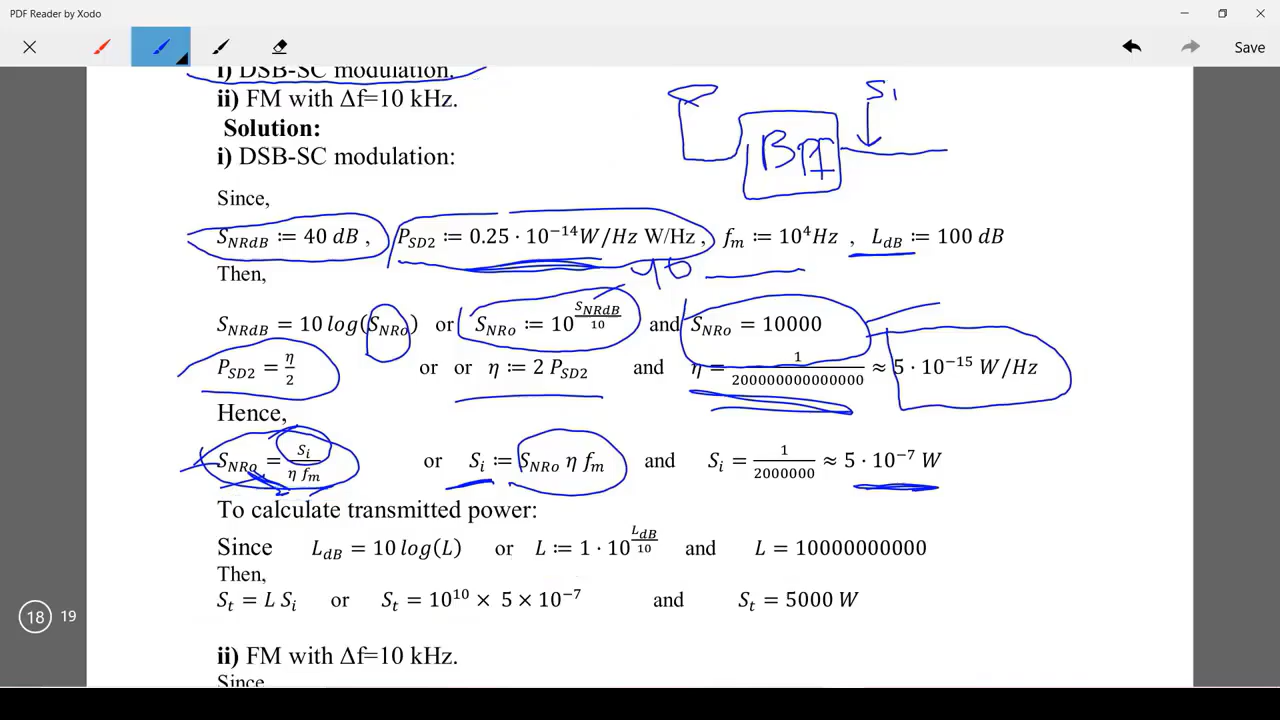 PDF Reader by Xodo
Save
i) DSB-SC modulation.
ii) FM with Δf=10 kHz.
Si
Solution:
BPF
i) DSB-SC modulation:
Since,
S_NRdB ≔ 40 dB , P_SD2 ≔ 0.25 · 10^−14 W/Hz W/Hz , f_m ≔ 10^4 Hz , L_dB ≔ 100 dB
Then,
S_NRdB = 10 log(S_NRo) or S_NRo ≔ 10^(S_NRdB/10) and S_NRo = 10000
P_SD2 = η/2 or or η ≔ 2 P_SD2 and η = 1/200000000000000 ≈ 5 · 10^−15 W/Hz
Hence,
S_NRo = S_i/(η f_m) or S_i ≔ S_NRo η f_m and S_i = 1/2000000 ≈ 5 · 10^−7 W
To calculate transmitted power:
Since L_dB = 10 log(L) or L ≔ 1 · 10^(L_dB/10) and L = 10000000000
Then,
S_t = L S_i or S_t = 10^10 × 5 × 10^−7 and S_t = 5000 W
18 19
ii) FM with Δf=10 kHz.
Since